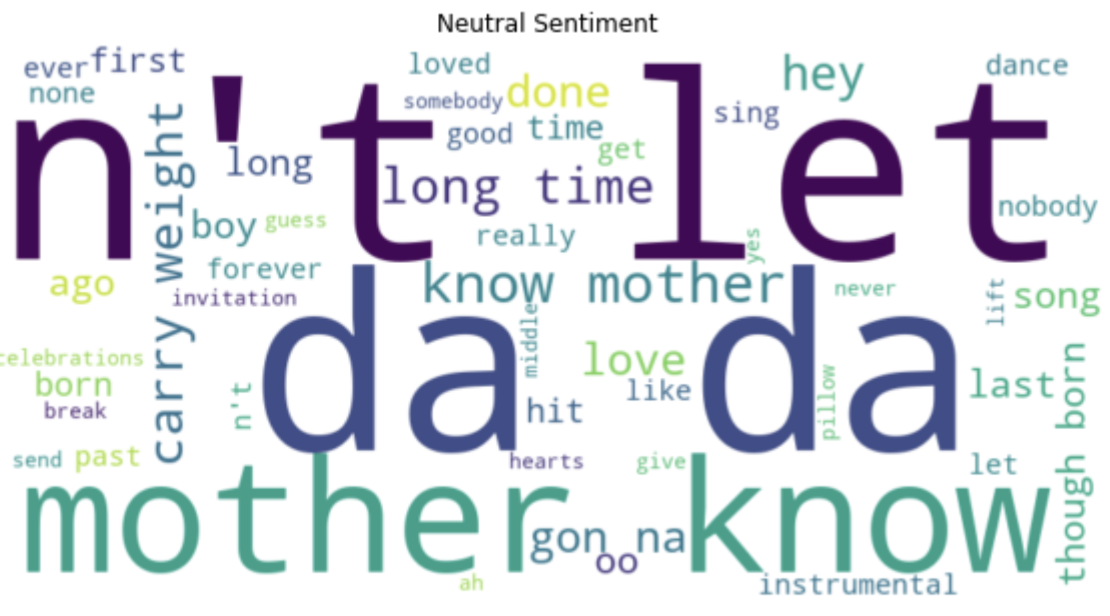 Neutral Sentiment
ever first loved hey dance
none somebody done sing
n't let
long good time get
carry weight long time nobody
boy guess really yes
ago forever know mother never lift song
invitation
da da
celebrations middle love
born n't like pillow last though born
break hit
send past hearts give let
mother know
gon na
oo
ah instrumental